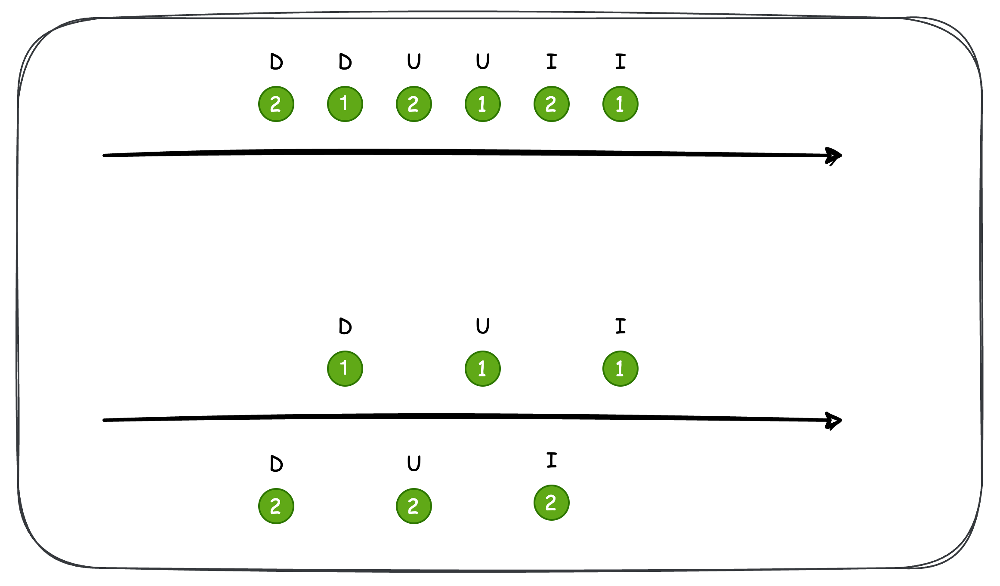 D D U U I I
2 1 2 1 2 1
D U I
1 1 1
D U I
2 2 2